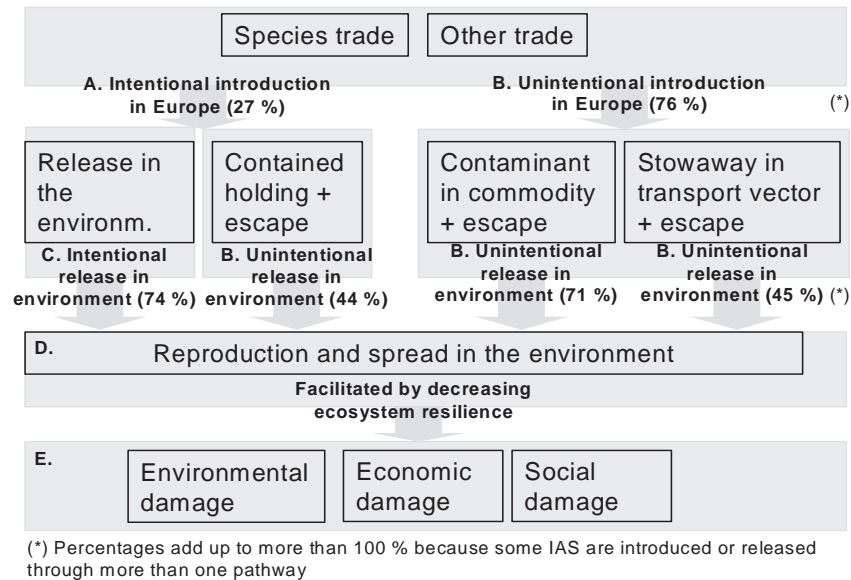 Species trade
Other trade
A. Intentional introduction
in Europe (27 %)
B. Unintentional introduction
in Europe (76 %)
(*)
Release in
the
environm.
Contained
holding +
escape
Contaminant
in commodity
+ escape
Stowaway in
transport vector
+ escape
C. Intentional
release in
environment (74 %)
B. Unintentional
release in
environment (44 %)
B. Unintentional
release in
environment (71 %)
B. Unintentional
release in
environment (45 %) (*)
D.
Reproduction and spread in the environment
Facilitated by decreasing
ecosystem resilience
E.
Environmental
damage
Economic
damage
Social
damage
(*) Percentages add up to more than 100 % because some IAS are introduced or released
through more than one pathway